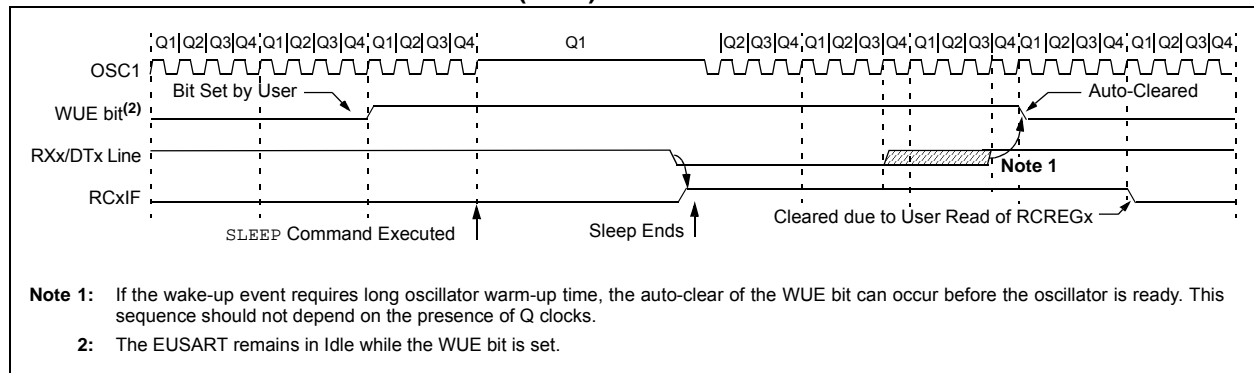 Q1 Q2 Q3 Q4 Q1 Q2 Q3 Q4 Q1 Q2 Q3 Q4 Q1 Q2 Q3 Q4 Q1 Q2 Q3 Q4 Q1 Q2 Q3 Q4 Q1 Q2 Q3 Q4 Q1 Q2 Q3 Q4
OSC1
Bit Set by User
Auto-Cleared
WUE bit(2)
RXx/DTx Line
Note 1
RCxIF
Cleared due to User Read of RCREGx
SLEEP Command Executed
Sleep Ends
Note 1: If the wake-up event requires long oscillator warm-up time, the auto-clear of the WUE bit can occur before the oscillator is ready. This
sequence should not depend on the presence of Q clocks.
2: The EUSART remains in Idle while the WUE bit is set.